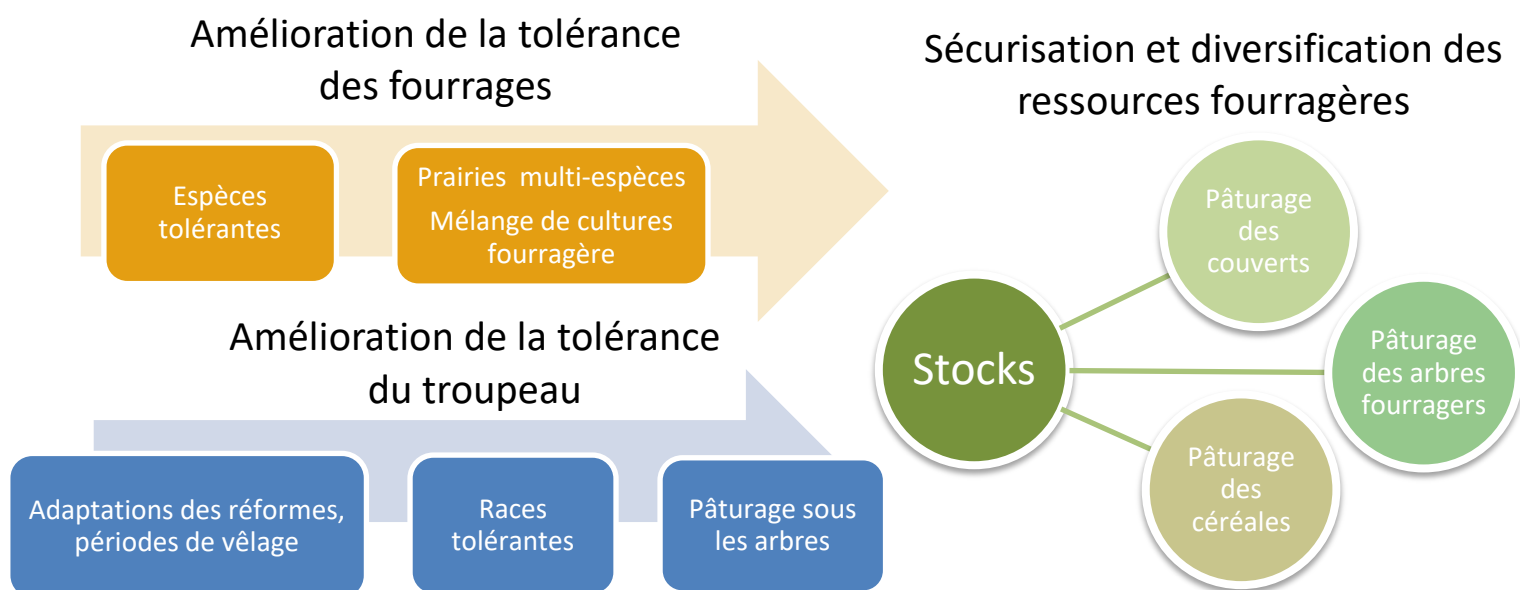 Amélioration de la tolérance
des fourrages
Espèces
tolérantes
Prairies multi-espèces
Mélange de cultures
fourragère
Amélioration de la tolérance
du troupeau
Adaptations des réformes,
périodes de vêlage
Races
tolérantes
Pâturage sous
les arbres
Sécurisation et diversification des
ressources fourragères
Stocks
Pâturage
des
couverts
Pâturage
des arbres
fourragers
Pâturage
des
céréales